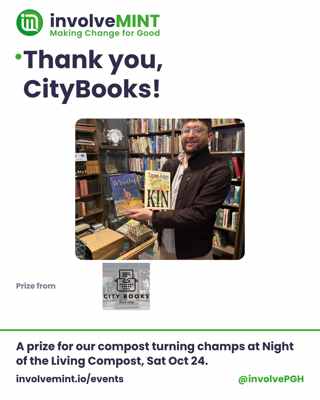 involveMINT
Making Change for Good
Thank you,
CityBooks!
KIN
Prize from
CITY BOOKS
A prize for our compost turning champs at Night
of the Living Compost, Sat Oct 24.
involvemint.io/events
@involvePGH